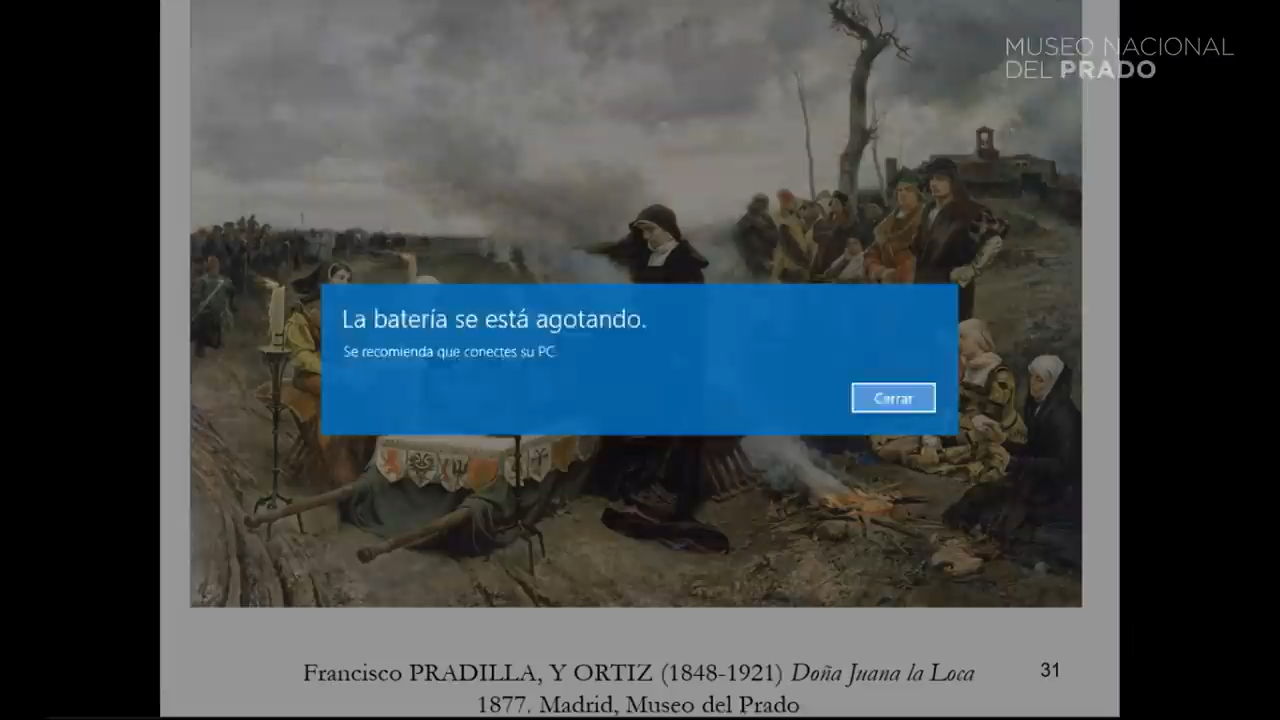 MUSEO NACIONAL
DEL PRADO
La batería se está agotando.
Se recomienda que conectes su PC
Cerrar
Francisco PRADILLA, Y ORTIZ (1848-1921) Doña Juana la Loca
31
1877. Madrid, Museo del Prado